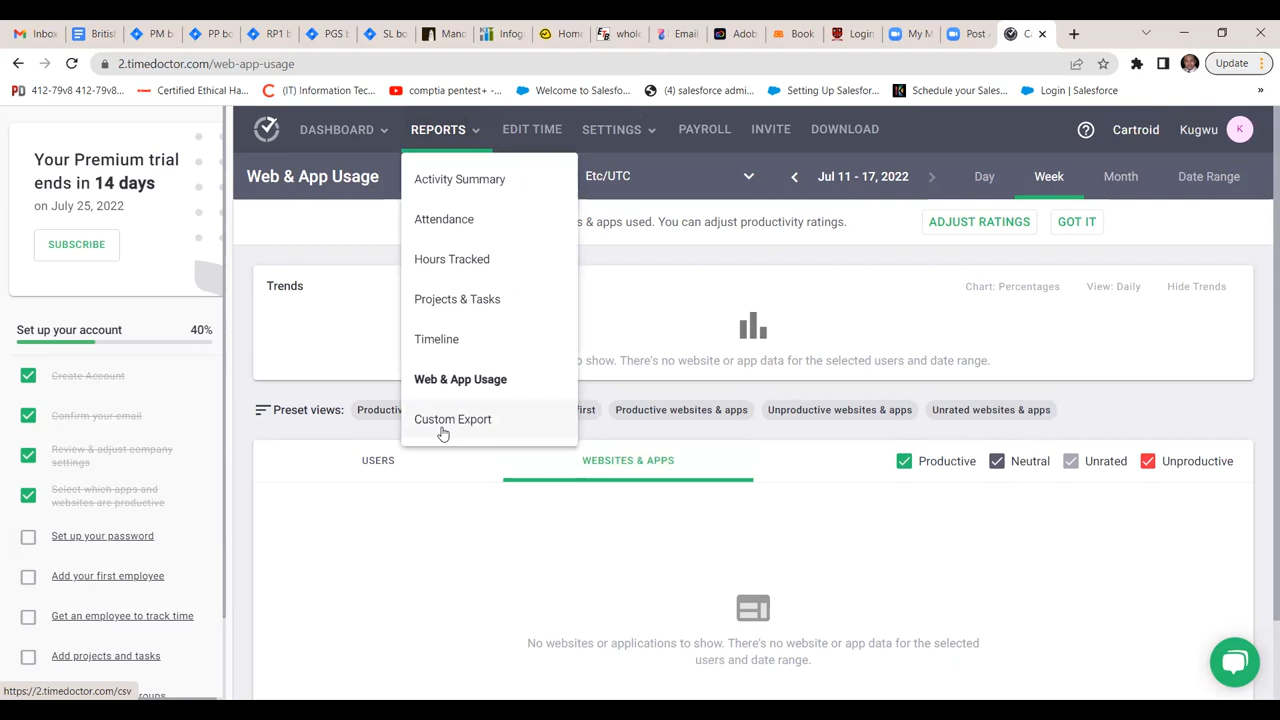 Inbox
British
PM b
PP bo
RP1 b
PGS b
SL bo
Mano
Infog
Home
whole
Email
Adob
Book
Login
My M
Post
C
2.timedoctor.com/web-app-usage
Update
412-79v8 412-79v8...
Certified Ethical Ha...
(IT) Information Tec...
comptia pentest+ -...
Welcome to Salesfo...
(4) salesforce admi...
Setting Up Salesfor...
Schedule your Sales...
Login | Salesforce
»
Your Premium trial
ends in 14 days
on July 25, 2022
SUBSCRIBE
Set up your account 40%
Create Account
Confirm your email
Review & adjust company
settings
Select which apps and
websites are productive
Set up your password
Add your first employee
Get an employee to track time
Add projects and tasks
groups
https://2.timedoctor.com/csv
DASHBOARD
REPORTS
EDIT TIME
SETTINGS
PAYROLL
INVITE
DOWNLOAD
Cartroid
Kugwu
K
Web & App Usage
Etc/UTC
Jul 11 - 17, 2022
Day
Week
Month
Date Range
Activity Summary
Attendance
Hours Tracked
Projects & Tasks
Timeline
Web & App Usage
Custom Export
s & apps used. You can adjust productivity ratings.
ADJUST RATINGS
GOT IT
Trends
Chart: Percentages
View: Daily
Hide Trends
o show. There's no website or app data for the selected users and date range.
Preset views:
Productiv
first
Productive websites & apps
Unproductive websites & apps
Unrated websites & apps
USERS
WEBSITES & APPS
Productive
Neutral
Unrated
Unproductive
No websites or applications to show. There's no website or app data for the selected
users and date range.